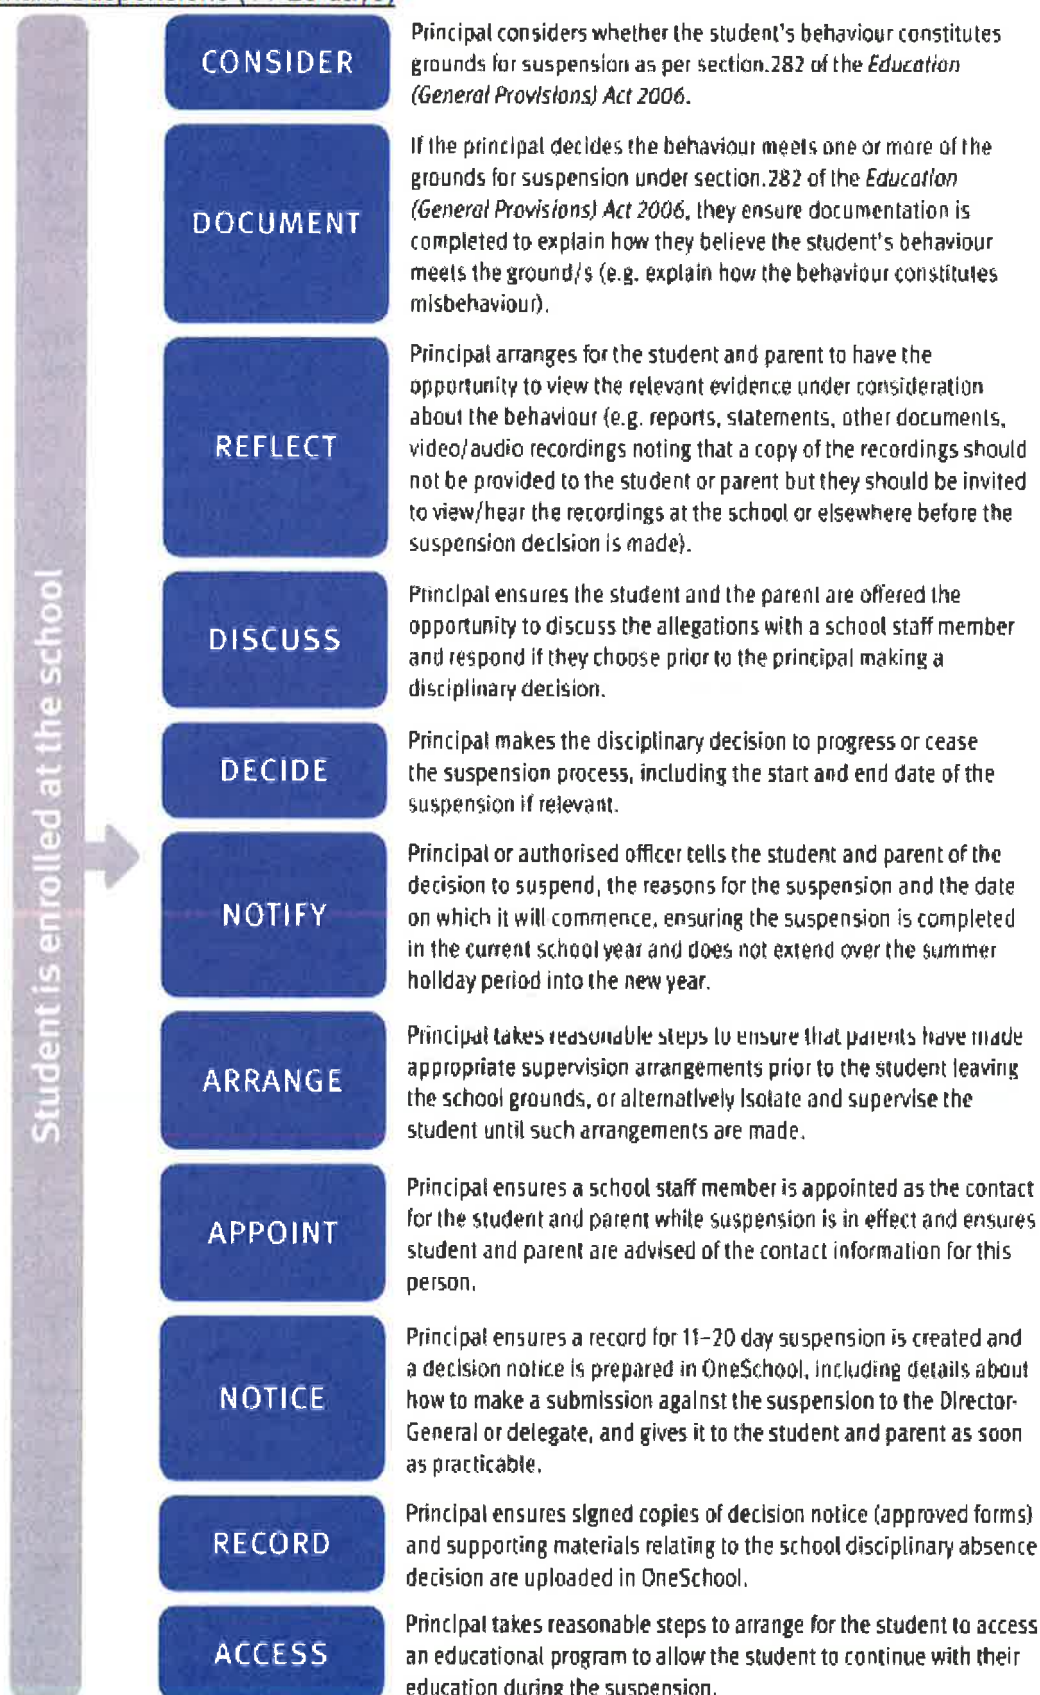 Student is enrolled at the school
CONSIDER
Principal considers whether the student's behaviour constitutes
grounds for suspension as per section.282 of the Education
(General Provisions) Act 2006.
DOCUMENT
If the principal decides the behaviour meets one or more of the
grounds for suspension under section.282 of the Education
(General Provisions) Act 2006, they ensure documentation is
completed to explain how they believe the student's behaviour
meets the ground/s (e.g. explain how the behaviour constitutes
misbehaviour).
REFLECT
Principal arranges for the student and parent to have the
opportunity to view the relevant evidence under consideration
about the behaviour (e.g. reports, statements, other documents,
video/audio recordings noting that a copy of the recordings should
not be provided to the student or parent but they should be invited
to view/hear the recordings at the school or elsewhere before the
suspension decision is made).
DISCUSS
Principal ensures the student and the parent are offered the
opportunity to discuss the allegations with a school staff member
and respond if they choose prior to the principal making a
disciplinary decision.
DECIDE
Principal makes the disciplinary decision to progress or cease
the suspension process, including the start and end date of the
suspension if relevant.
NOTIFY
Principal or authorised officer tells the student and parent of the
decision to suspend, the reasons for the suspension and the date
on which it will commence, ensuring the suspension is completed
in the current school year and does not extend over the summer
holiday period into the new year.
ARRANGE
Principal takes reasonable steps to ensure that parents have made
appropriate supervision arrangements prior to the student leaving
the school grounds, or alternatively isolate and supervise the
student until such arrangements are made.
APPOINT
Principal ensures a school staff member is appointed as the contact
for the student and parent while suspension is in effect and ensures
student and parent are advised of the contact information for this
person.
NOTICE
Principal ensures a record for 11–20 day suspension is created and
a decision notice is prepared in OneSchool, including details about
how to make a submission against the suspension to the Director-
General or delegate, and gives it to the student and parent as soon
as practicable.
RECORD
Principal ensures signed copies of decision notice (approved forms)
and supporting materials relating to the school disciplinary absence
decision are uploaded in OneSchool.
ACCESS
Principal takes reasonable steps to arrange for the student to access
an educational program to allow the student to continue with their
education during the suspension.